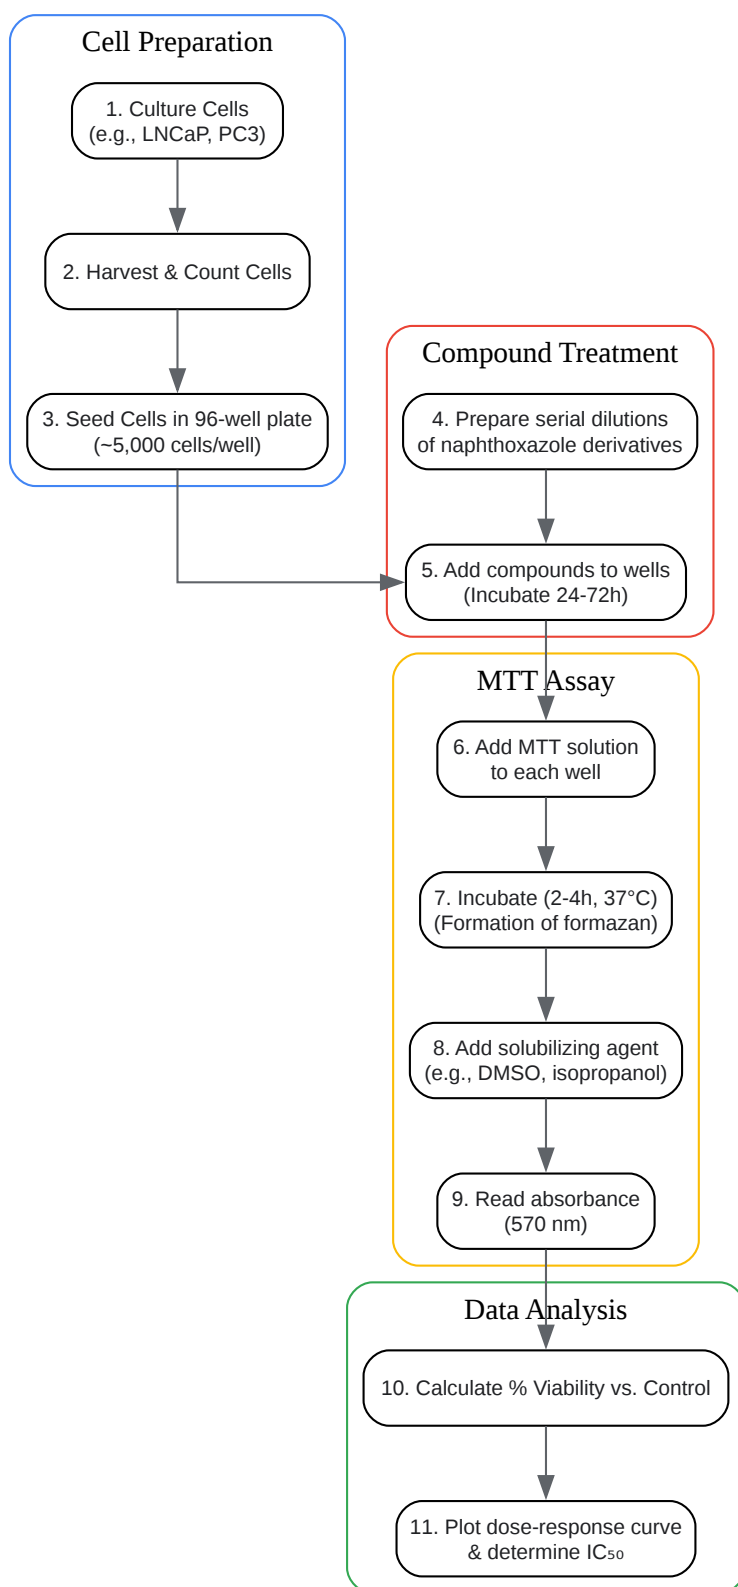 Cell Preparation
1. Culture Cells
(e.g., LNCaP, PC3)
2. Harvest & Count Cells
3. Seed Cells in 96-well plate
(~5,000 cells/well)
Compound Treatment
4. Prepare serial dilutions
of naphthoxazole derivatives
5. Add compounds to wells
(Incubate 24-72h)
MTT Assay
6. Add MTT solution
to each well
7. Incubate (2-4h, 37°C)
(Formation of formazan)
8. Add solubilizing agent
(e.g., DMSO, isopropanol)
9. Read absorbance
(570 nm)
Data Analysis
10. Calculate % Viability vs. Control
11. Plot dose-response curve
& determine IC₅₀